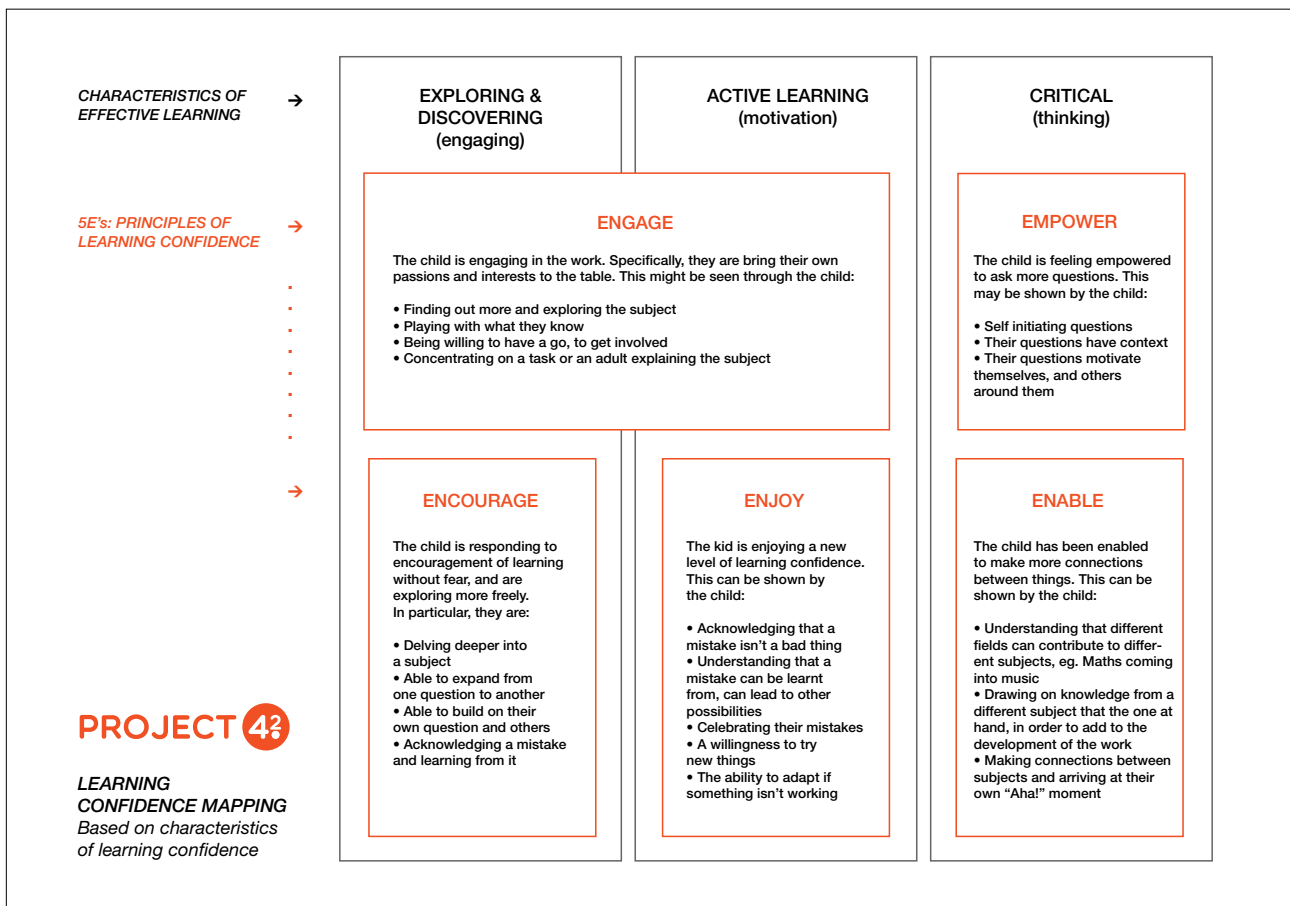 CHARACTERISTICS OF
EFFECTIVE LEARNING
→
EXPLORING &
DISCOVERING
(engaging)
ACTIVE LEARNING
(motivation)
CRITICAL
(thinking)
5E's: PRINCIPLES OF
LEARNING CONFIDENCE
→
ENGAGE
The child is engaging in the work. Specifically, they are bring their own
passions and interests to the table. This might be seen through the child:
• Finding out more and exploring the subject
• Playing with what they know
• Being willing to have a go, to get involved
• Concentrating on a task or an adult explaining the subject
EMPOWER
The child is feeling empowered
to ask more questions. This
may be shown by the child:
• Self initiating questions
• Their questions have context
• Their questions motivate
themselves, and others
around them
→
ENCOURAGE
The child is responding to
encouragement of learning
without fear, and are
exploring more freely.
In particular, they are:
• Delving deeper into
a subject
• Able to expand from
one question to another
• Able to build on their
own question and others
• Acknowledging a mistake
and learning from it
ENJOY
The kid is enjoying a new
level of learning confidence.
This can be shown by
the child:
• Acknowledging that a
mistake isn't a bad thing
• Understanding that a
mistake can be learnt
from, can lead to other
possibilities
• Celebrating their mistakes
• A willingness to try
new things
• The ability to adapt if
something isn't working
ENABLE
The child has been enabled
to make more connections
between things. This can be
shown by the child:
• Understanding that different
fields can contribute to differ-
ent subjects, eg. Maths coming
into music
• Drawing on knowledge from a
different subject that the one at
hand, in order to add to the
development of the work
• Making connections between
subjects and arriving at their
own “Aha!” moment
PROJECT 42
LEARNING
CONFIDENCE MAPPING
Based on characteristics
of learning confidence